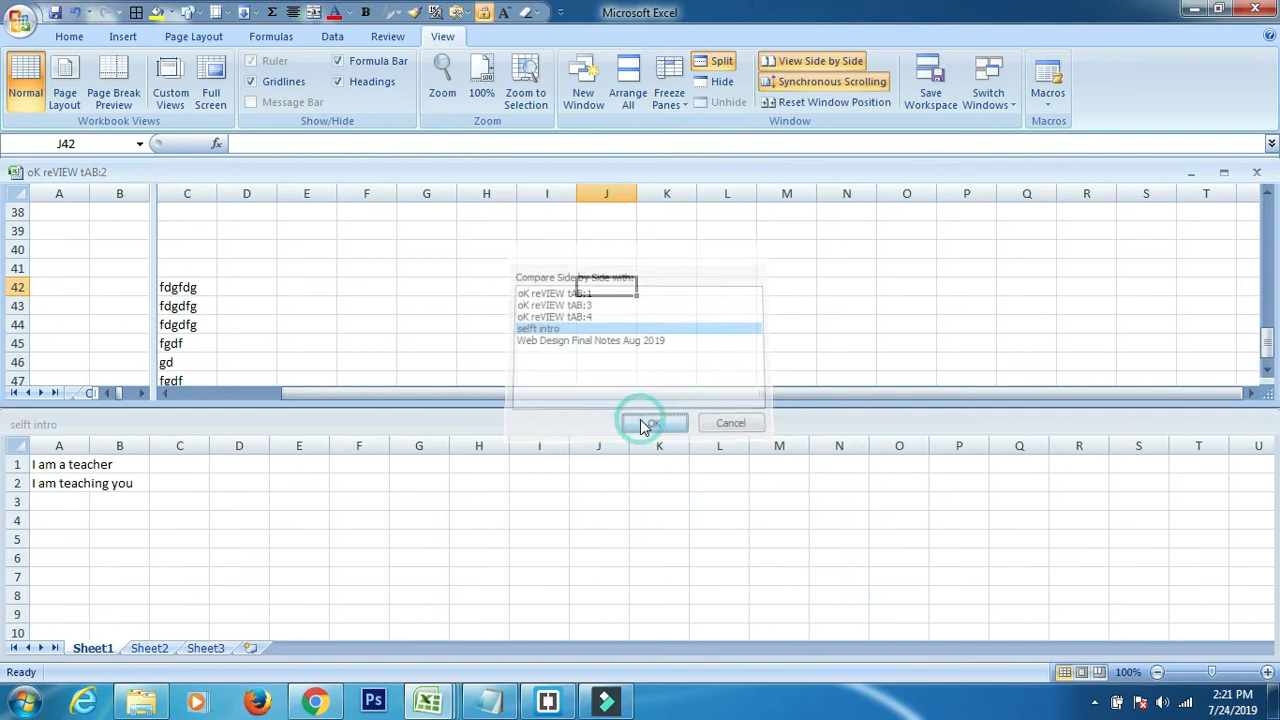 Microsoft Excel
Home Insert Page Layout Formulas Data Review View
Ruler Formula Bar
Gridlines Headings
Message Bar
Normal Page Layout Page Break Preview Custom Views Full Screen
Zoom 100% Zoom to Selection
New Window Arrange All Freeze Panes
Split
Hide
Unhide
View Side by Side
Synchronous Scrolling
Reset Window Position
Save Workspace Switch Windows Macros
Workbook Views Show/Hide Zoom Window Macros
J42 fx
oK reVIEW tAB:2
A B C D E F G H I J K L M N O P Q R S T
38
39
40
41
42 fdgfdg
43 fdgdfg
44 fdgdfg
45 fgdf
46 gd
47 fgdf
Compare Side by Side with:
oK reVIEW tAB:1
oK reVIEW tAB:3
oK reVIEW tAB:4
selft intro
Web Design Final Notes Aug 2019
OK Cancel
selft intro
A B C D E F G H I J K L M N O P Q R S T U
1 I am a teacher
2 I am teaching you
3
4
5
6
7
8
9
10
Sheet1 Sheet2 Sheet3
Ready 100%
Ps
2:21 PM
7/24/2019